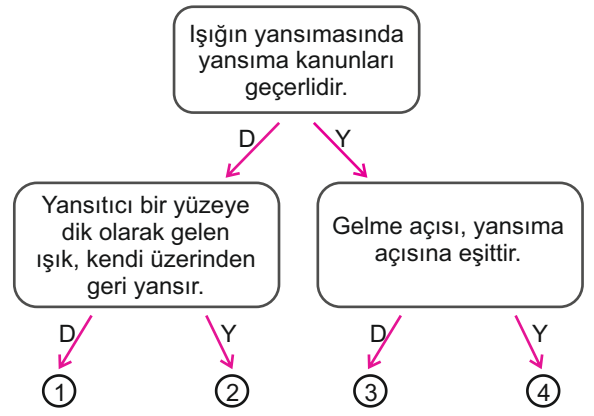 Işığın yansımasında
yansıma kanunları
geçerlidir.
D
Y
Yansıtıcı bir yüzeye
dik olarak gelen
ışık, kendi üzerinden
geri yansır.
Gelme açısı, yansıma
açısına eşittir.
D
Y
D
Y
1
2
3
4